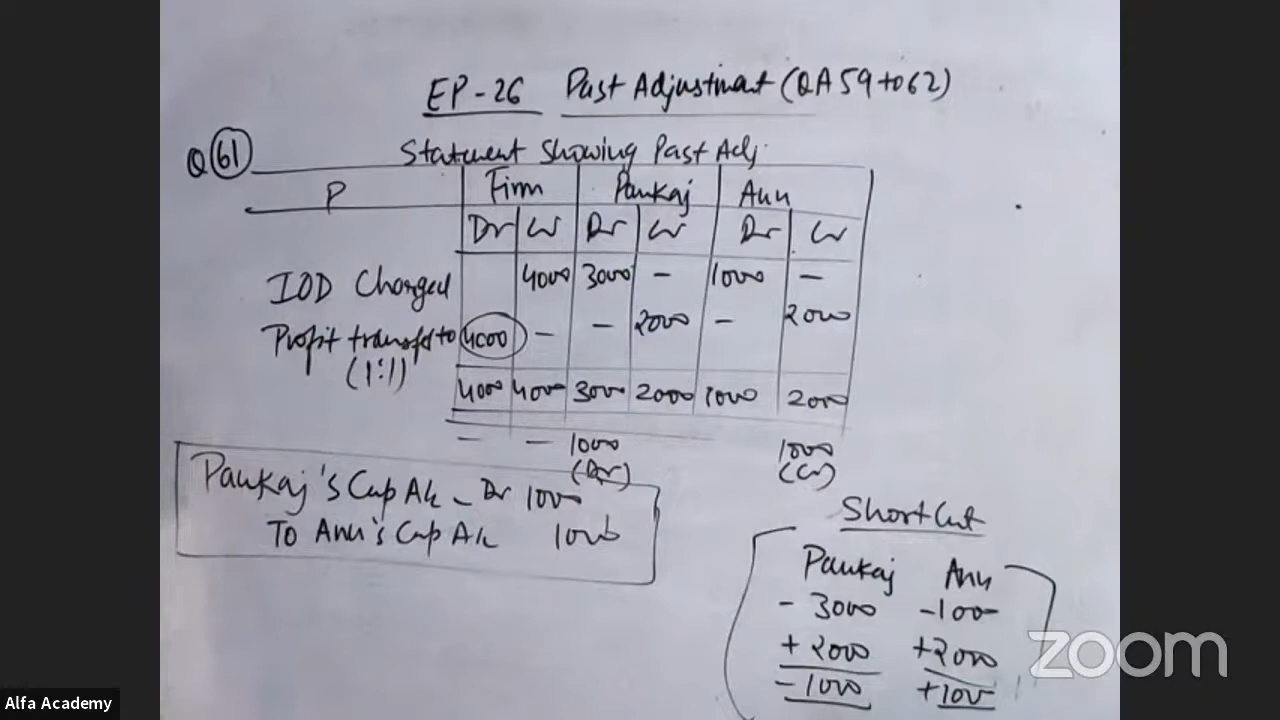 EP-26 Past Adjustment (QA 59 to 62)
Q 61 Statement Showing Past Adj.
P Firm Pankaj Anu
Dr Cr Dr Cr Dr Cr
IOD Charged 4000 3000 - 1000 -
Profit transfer to 4000 - - 2000 - 2000
(1:1)
4000 4000 3000 2000 1000 2000
- - 1000 1000
(Dr) (Cr)
Pankaj's Cap A/c - Dr 1000
To Anu's Cap A/c 1000
Shortcut
Pankaj Anu
- 3000 -1000
+ 2000 +2000
- 1000 +1000
zoom
Alfa Academy